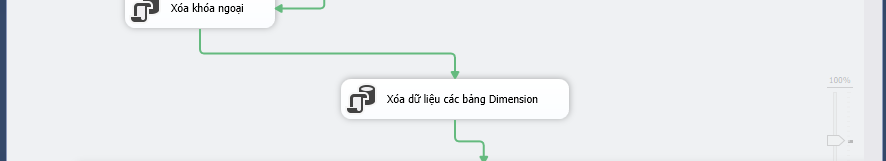 Xóa khóa ngoại
100%
Xóa dữ liệu các bảng Dimension